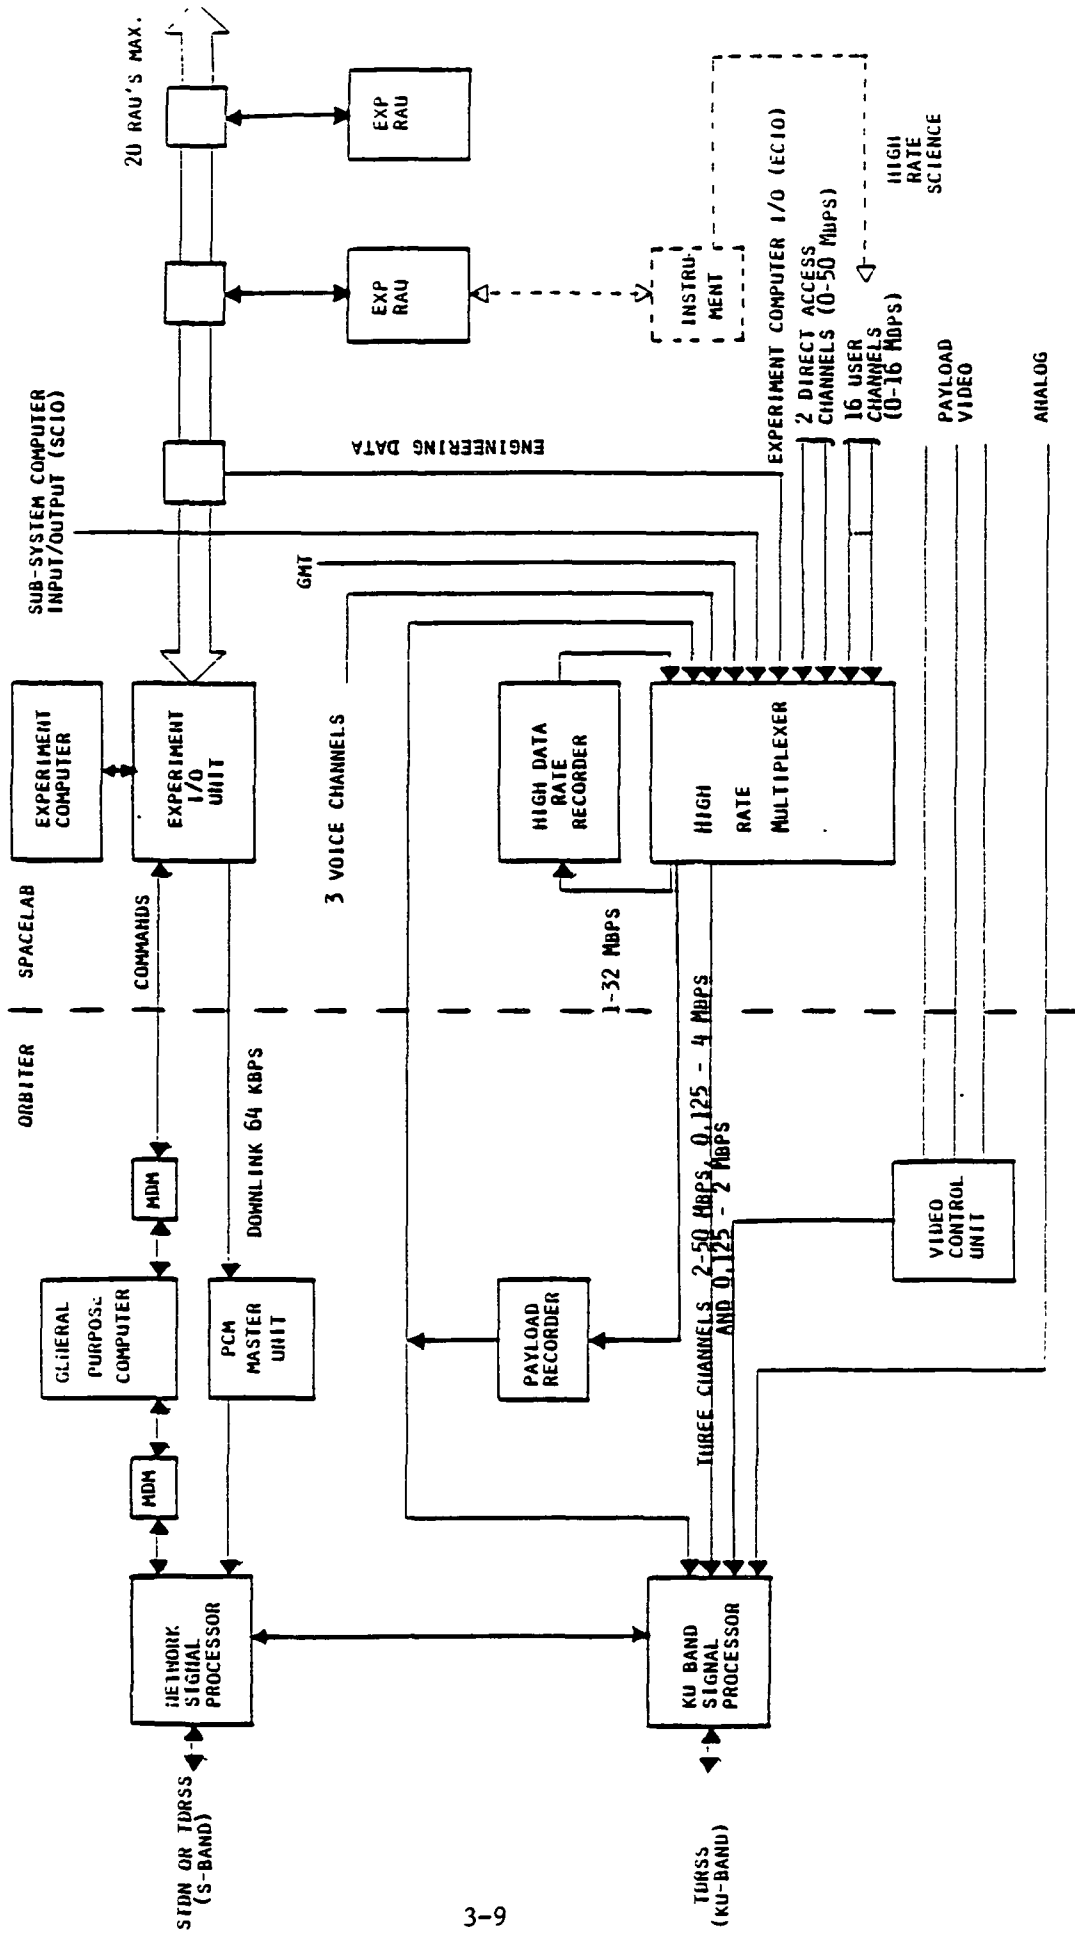 20 RAU'S MAX.
EXP
RAU
EXP
RAU
INSTRU-
MENT
HIGH
RATE
SCIENCE
SUB-SYSTEM COMPUTER
INPUT/OUTPUT (SCIO)
ENGINEERING DATA
GMT
EXPERIMENT COMPUTER I/O (ECIO)
2 DIRECT ACCESS
CHANNELS (0-50 MBPS)
16 USER
CHANNELS
(0-16 MBPS)
PAYLOAD
VIDEO
ANALOG
EXPERIMENT
COMPUTER
EXPERIMENT
I/O
UNIT
3 VOICE CHANNELS
HIGH DATA
RATE
RECORDER
HIGH
RATE
MULTIPLEXER
SPACELAB
COMMANDS
1-32 MBPS
ORBITER
MDM
DOWNLINK 64 KBPS
GENERAL
PURPOSE
COMPUTER
PCM
MASTER
UNIT
PAYLOAD
RECORDER
THREE CHANNELS 2-50 MBPS, 0.125 - 4 MBPS
AND 0.125 - 2 MBPS
VIDEO
CONTROL
UNIT
MDM
NETWORK
SIGNAL
PROCESSOR
KU BAND
SIGNAL
PROCESSOR
STDN OR TDRSS
(S-BAND)
TDRSS
(KU-BAND)
3-9